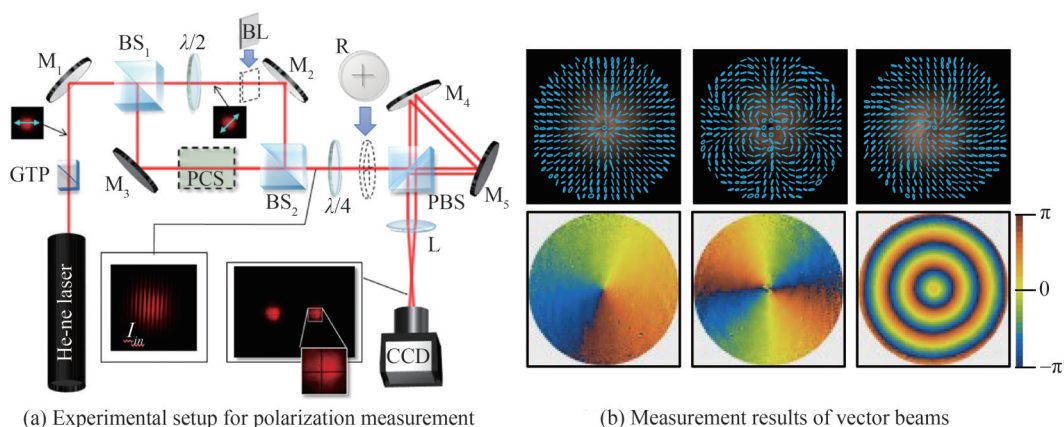 BL
BS1
λ/2
R
M1
M2
M4
GTP
M3
PCS
BS2
λ/4
PBS
M5
L
He-ne laser
Iin
CCD
π
0
−π
(a) Experimental setup for polarization measurement
(b) Measurement results of vector beams